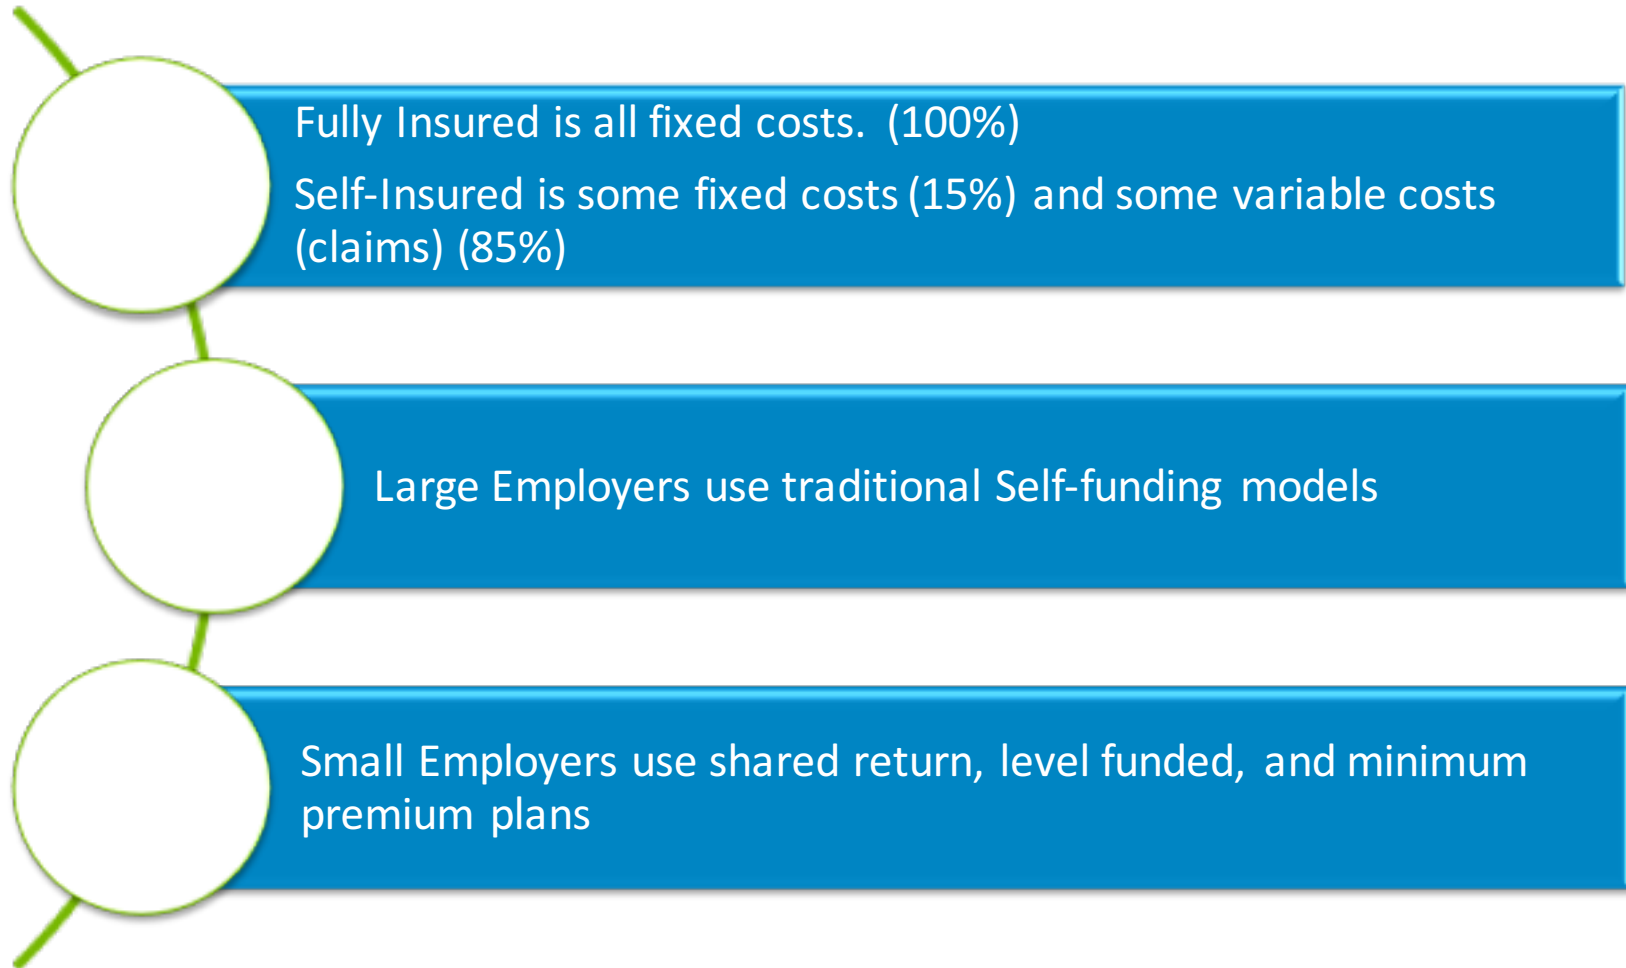 Fully Insured is all fixed costs. (100%)
Self-Insured is some fixed costs (15%) and some variable costs
(claims) (85%)
Large Employers use traditional Self-funding models
Small Employers use shared return, level funded, and minimum
premium plans